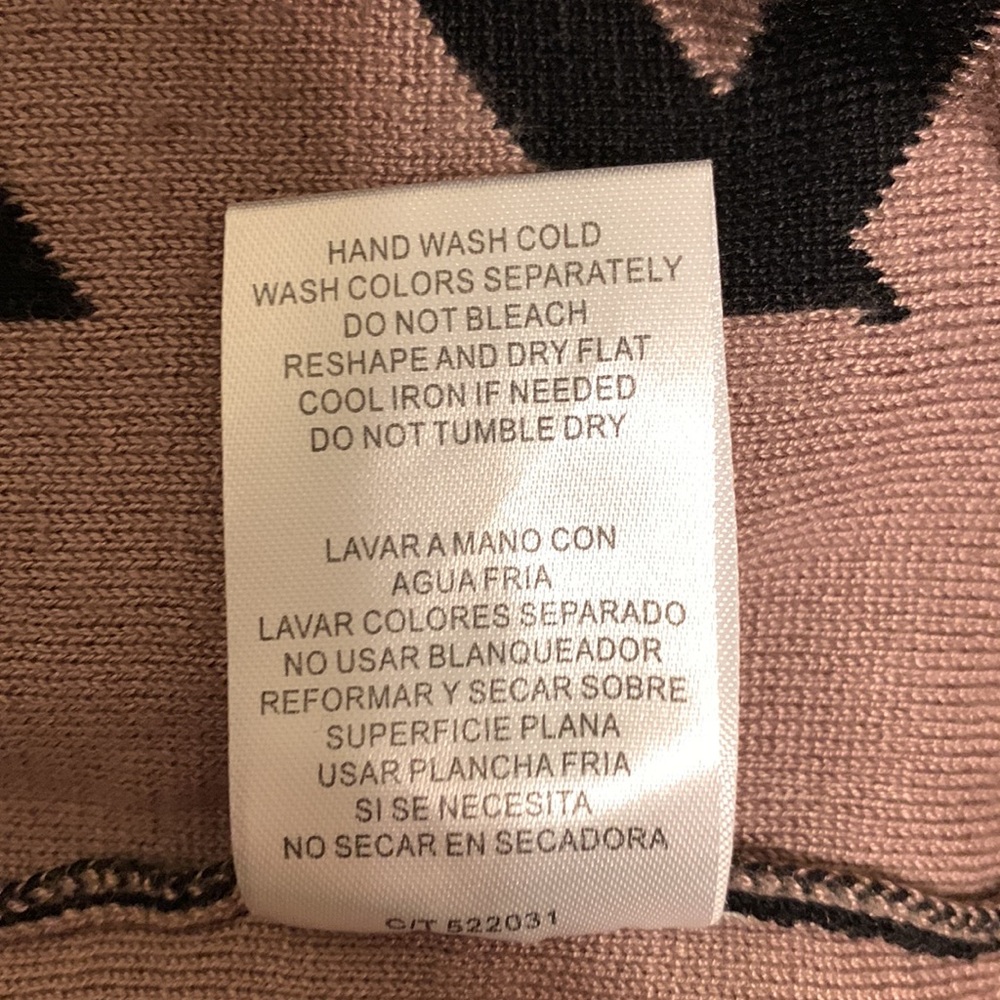 HAND WASH COLD
WASH COLORS SEPARATELY
DO NOT BLEACH
RESHAPE AND DRY FLAT
COOL IRON IF NEEDED
DO NOT TUMBLE DRY
LAVAR A MANO CON
AGUA FRIA
LAVAR COLORES SEPARADO
NO USAR BLANQUEADOR
REFORMAR Y SECAR SOBRE
SUPERFICIE PLANA
USAR PLANCHA FRIA
SI SE NECESITA
NO SECAR EN SECADORA
C/T 522031